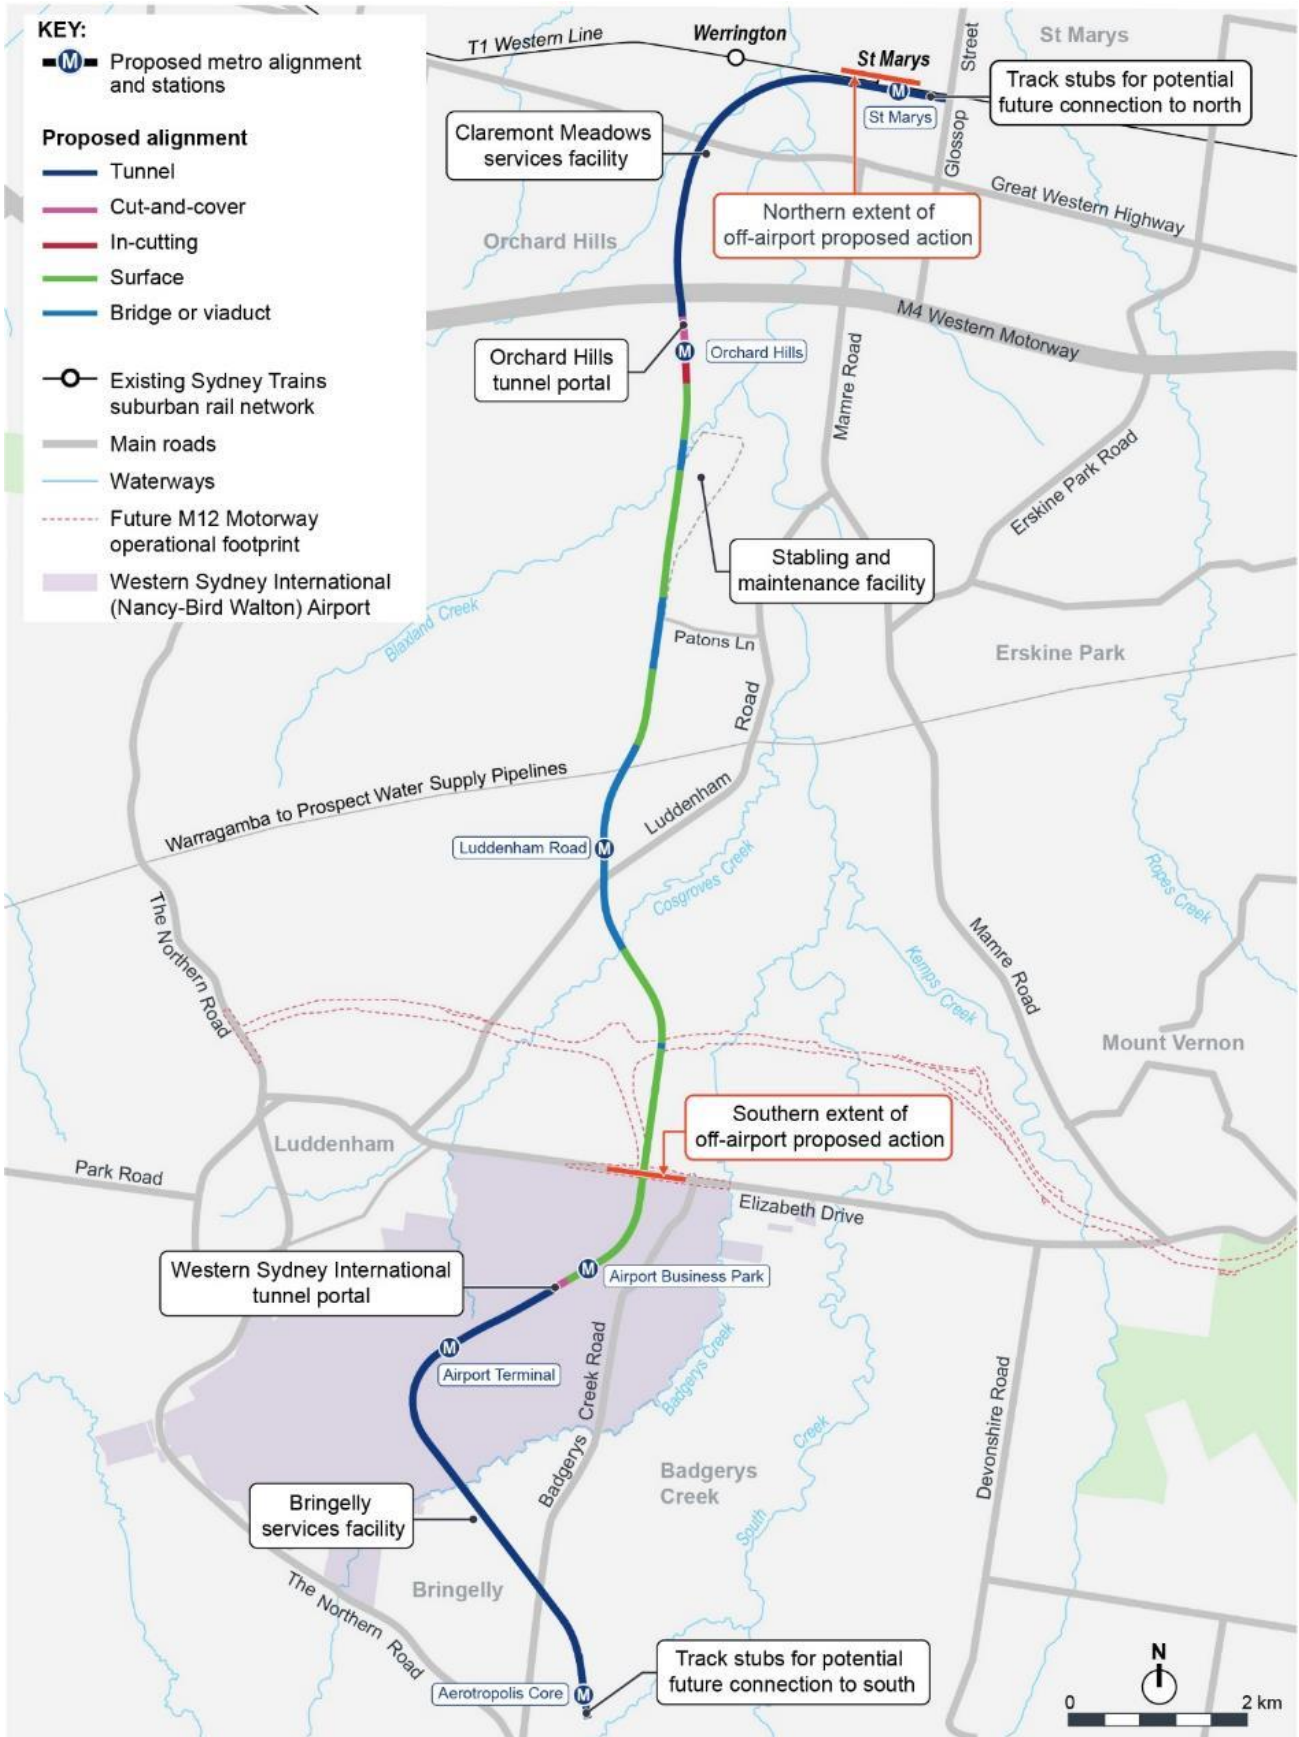 KEY:
M
Proposed metro alignment
and stations
Proposed alignment
Tunnel
Cut-and-cover
In-cutting
Surface
Bridge or viaduct
Existing Sydney Trains
suburban rail network
Main roads
Waterways
Future M12 Motorway
operational footprint
Western Sydney International
(Nancy-Bird Walton) Airport
T1 Western Line
Werrington
St Marys
M
St Marys
Glossop Street
St Marys
Track stubs for potential
future connection to north
Claremont Meadows
services facility
Great Western Highway
Northern extent of
off-airport proposed action
Orchard Hills
M4 Western Motorway
Orchard Hills
tunnel portal
M
Orchard Hills
Mamre Road
Erskine Park Road
Stabling and
maintenance facility
Blaxland Creek
Patons Ln
Erskine Park
Luddenham Road
Warragamba to Prospect Water Supply Pipelines
Luddenham Road
M
Cosgroves Creek
Ropes Creek
The Northern Road
Kemps Creek
Mamre Road
Mount Vernon
Southern extent of
off-airport proposed action
Luddenham
Park Road
Elizabeth Drive
Western Sydney International
tunnel portal
M
Airport Business Park
M
Airport Terminal
Badgerys Creek Road
Badgerys Creek
Devonshire Road
South Creek
Badgerys
Creek
Bringelly
services facility
Bringelly
The Northern Road
Track stubs for potential
future connection to south
Aerotropolis Core
M
N
0
2 km